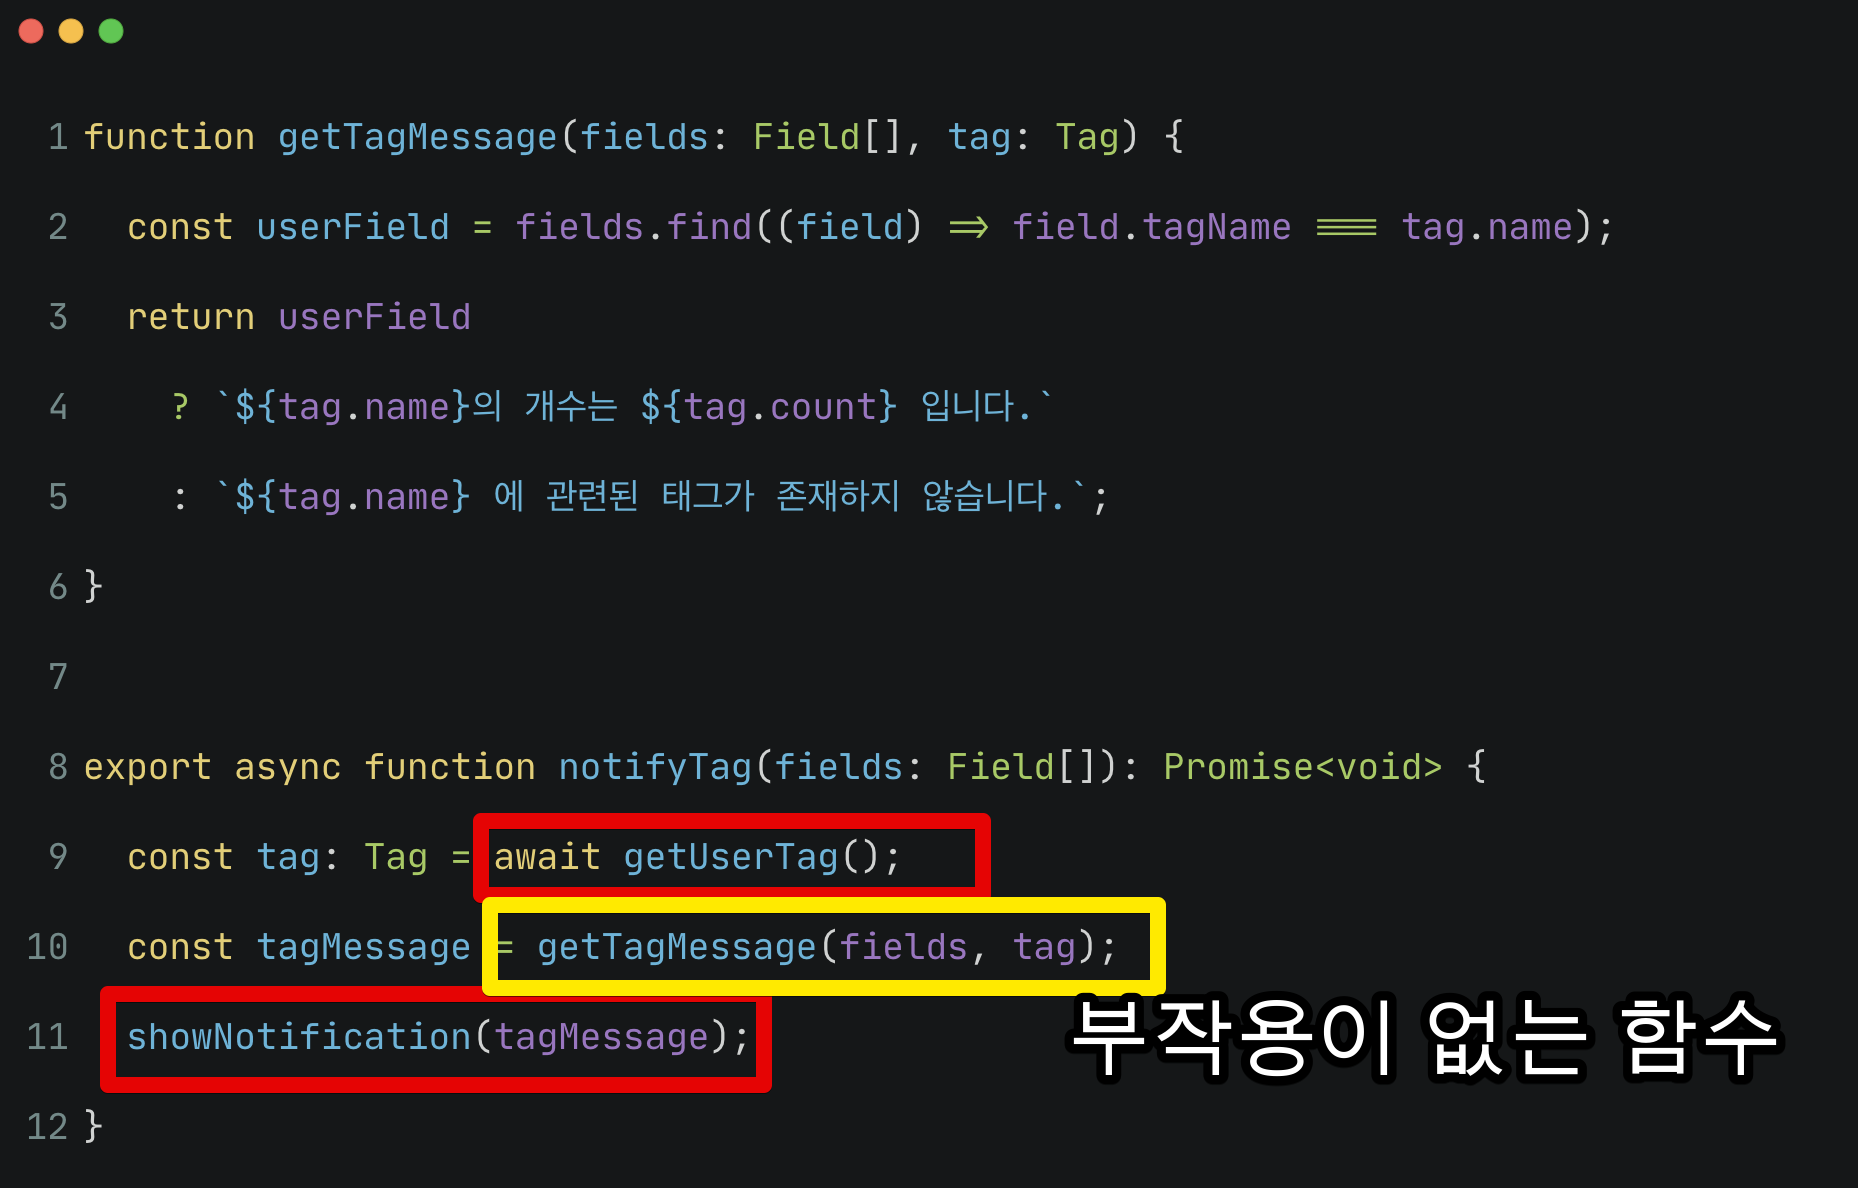 1 function getTagMessage(fields: Field[], tag: Tag) {
2 const userField = fields.find((field) => field.tagName === tag.name);
3 return userField
4 ? `${tag.name}의 개수는 ${tag.count} 입니다.`
5 : `${tag.name} 에 관련된 태그가 존재하지 않습니다.`;
6 }
7
8 export async function notifyTag(fields: Field[]): Promise<void> {
9 const tag: Tag = await getUserTag();
10 const tagMessage = getTagMessage(fields, tag);
11 showNotification(tagMessage);
부작용이 없는 함수
12 }